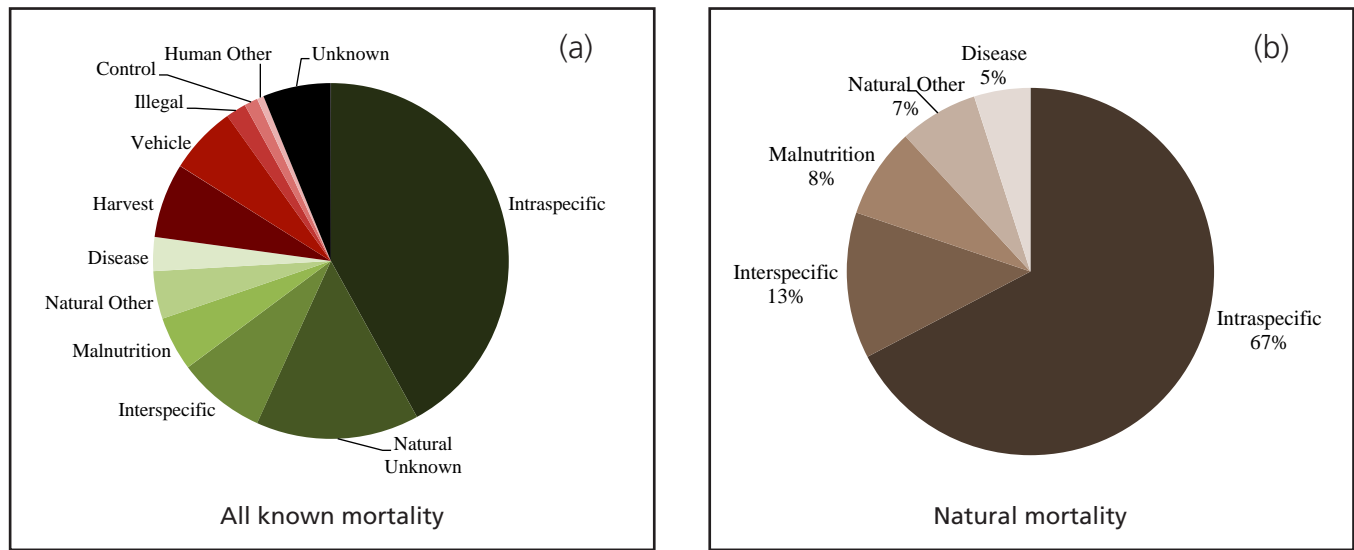 (a)
Human Other
Unknown
Control
Illegal
Vehicle
Harvest
Intraspecific
Disease
Natural Other
Malnutrition
Interspecific
Natural
Unknown
All known mortality
(b)
Disease
5%
Natural Other
7%
Malnutrition
8%
Interspecific
13%
Intraspecific
67%
Natural mortality